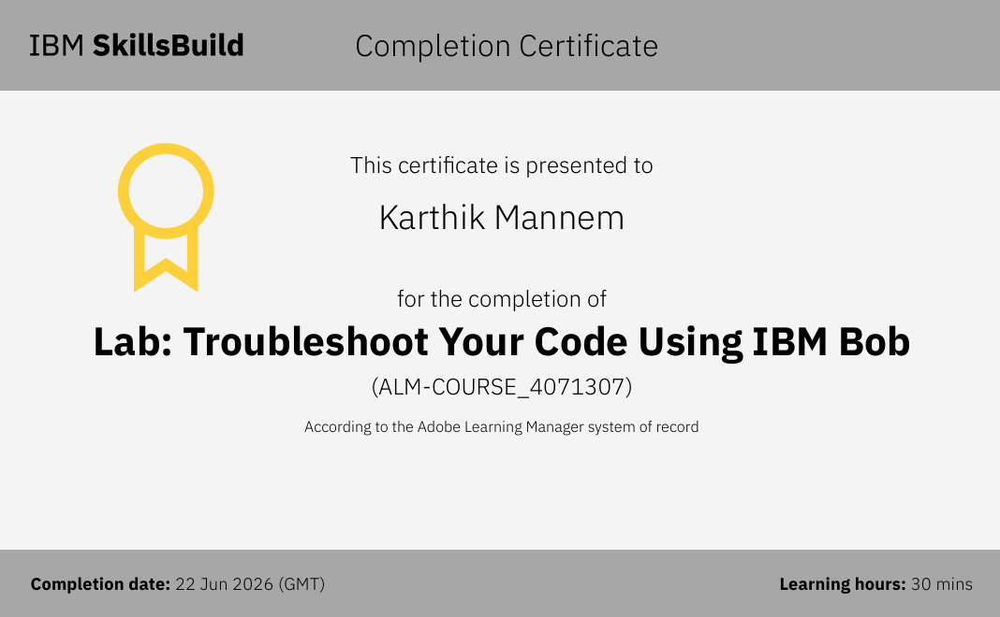 IBM SkillsBuild
Completion Certificate
This certificate is presented to
Karthik Mannem
for the completion of
Lab: Troubleshoot Your Code Using IBM Bob
(ALM-COURSE_4071307)
According to the Adobe Learning Manager system of record
Completion date: 22 Jun 2026 (GMT)
Learning hours: 30 mins